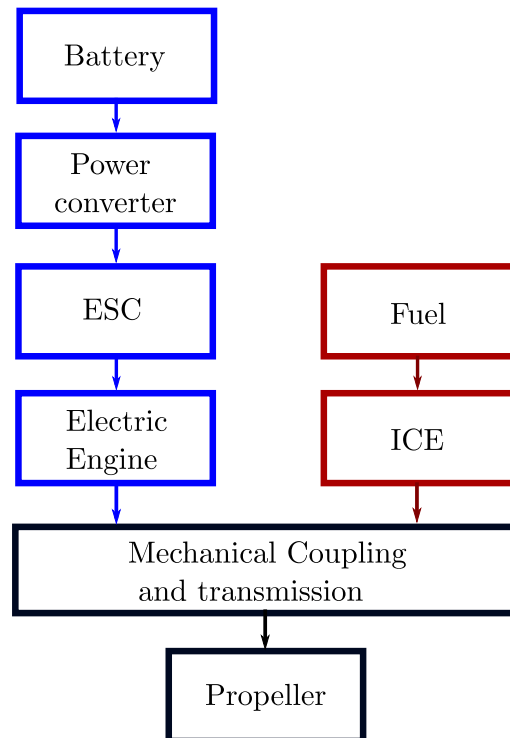 Battery
Power
converter
ESC
Fuel
Electric
Engine
ICE
Mechanical Coupling
and transmission
Propeller